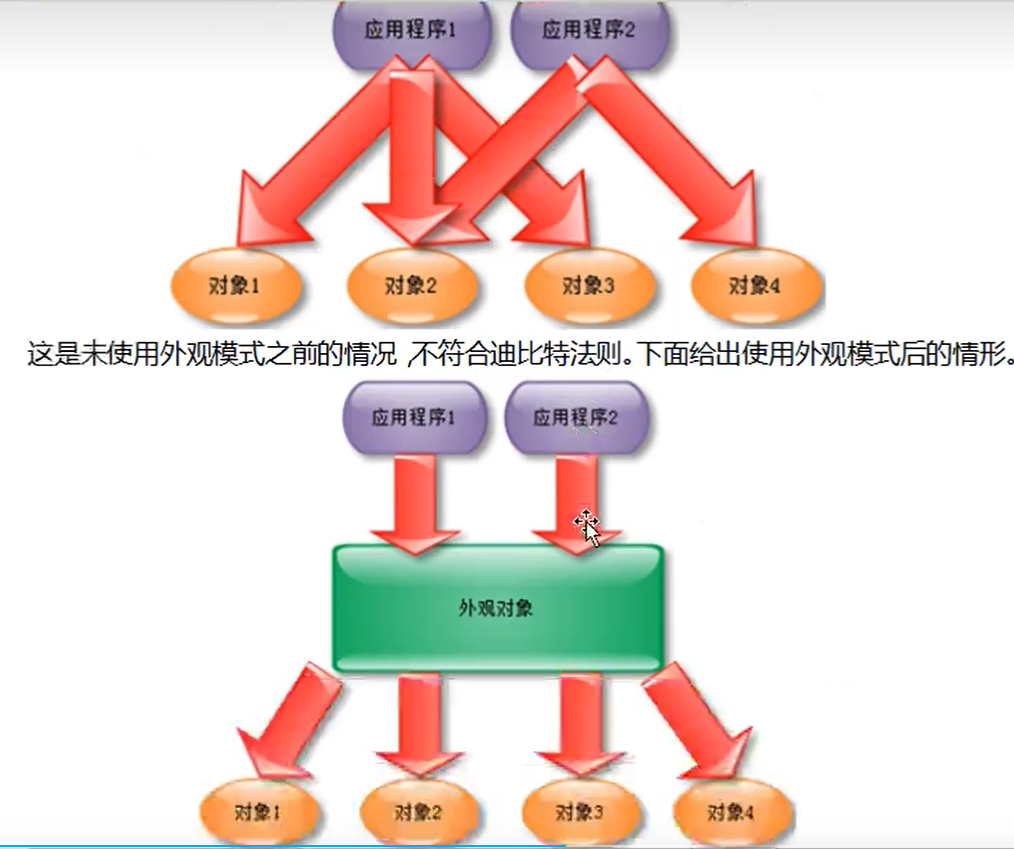 应用程序1 应用程序2
对象1 对象2 对象3 对象4
这是未使用外观模式之前的情况 ,不符合迪比特法则。下面给出使用外观模式后的情形。
应用程序1 应用程序2
外观对象
对象1 对象2 对象3 对象4